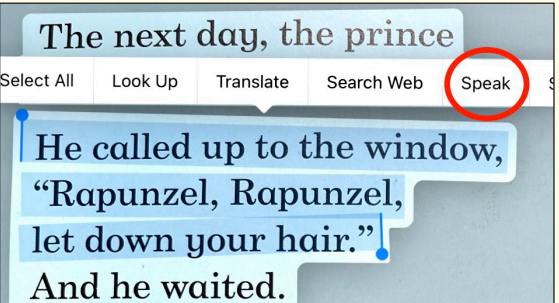 The next day, the prince
Select All Look Up Translate Search Web Speak
He called up to the window,
“Rapunzel, Rapunzel,
let down your hair.”
And he waited.